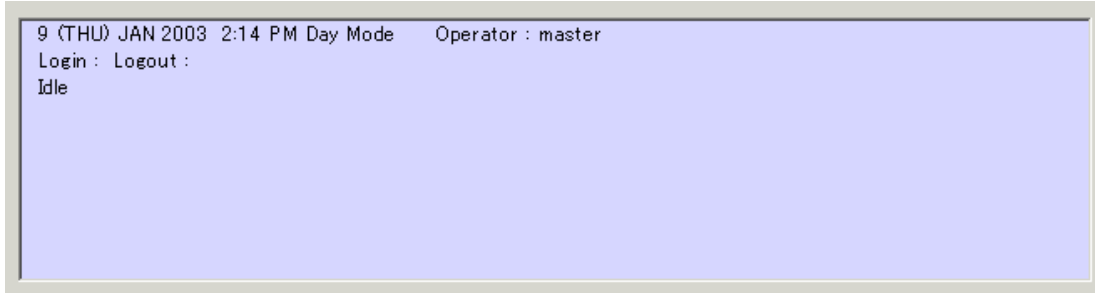 9 (THU) JAN 2003 2:14 PM Day Mode Operator : master
Login : Logout :
Idle